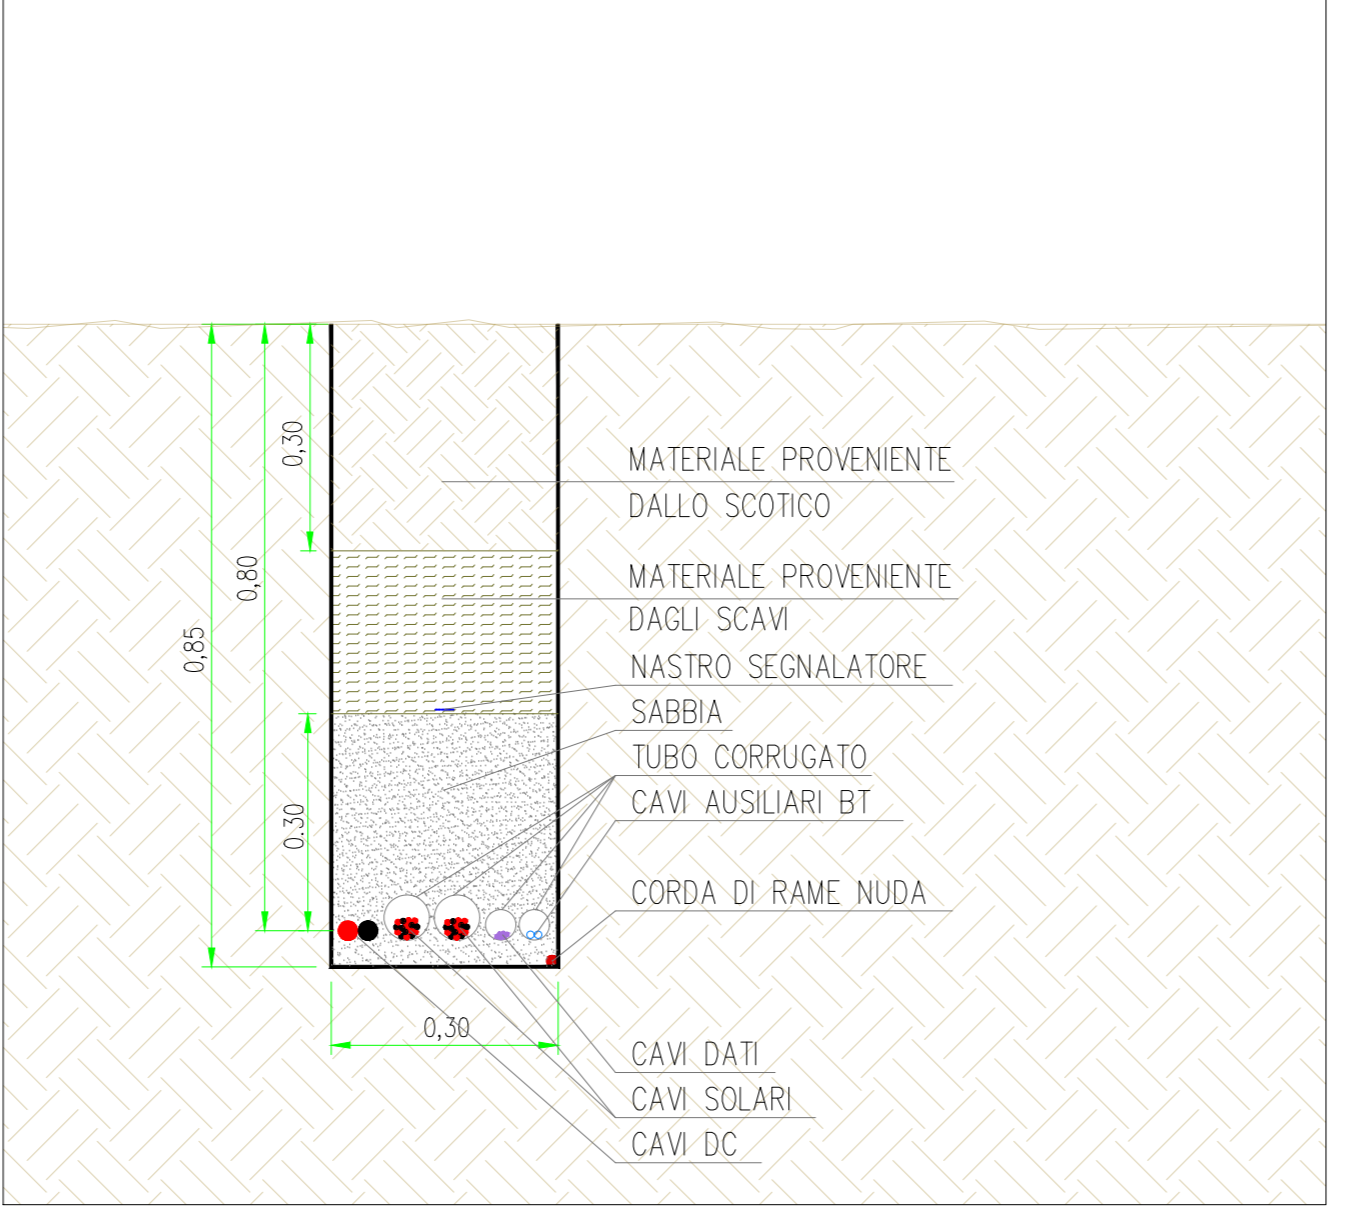 0,30
MATERIALE PROVENIENTE
DALLO SCOTICO
0,80
MATERIALE PROVENIENTE
DAGLI SCAVI
0,85
NASTRO SEGNALATORE
SABBIA
TUBO CORRUGATO
CAVI AUSILIARI BT
0.30
CORDA DI RAME NUDA
0,30
CAVI DATI
CAVI SOLARI
CAVI DC